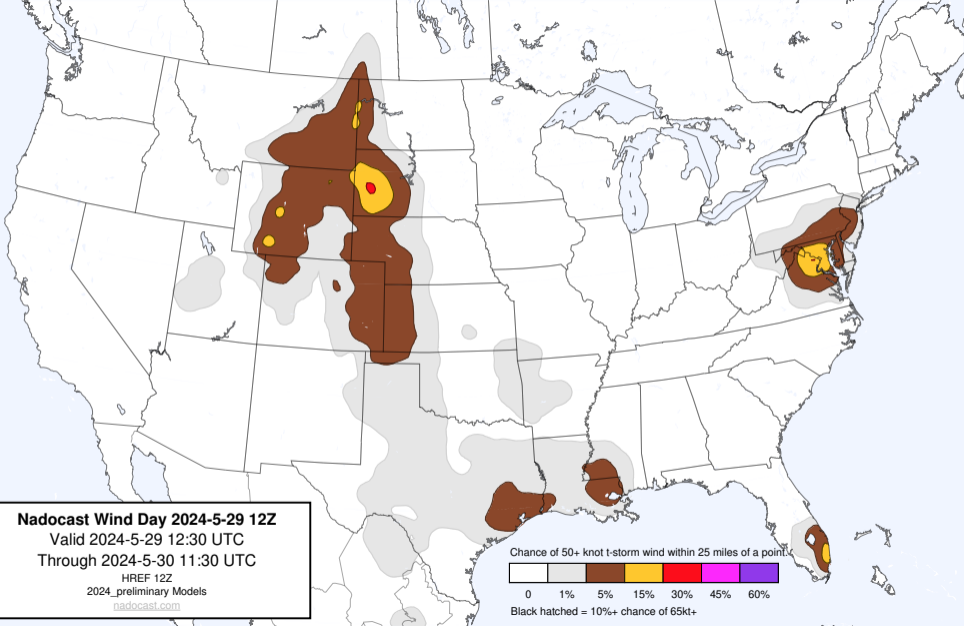 Nadocast Wind Day 2024-5-29 12Z
Valid 2024-5-29 12:30 UTC
Through 2024-5-30 11:30 UTC
HREF 12Z
2024_preliminary Models
nadocast.com
Chance of 50+ knot t-storm wind within 25 miles of a point.
0 1% 5% 15% 30% 45% 60%
Black hatched = 10%+ chance of 65kt+